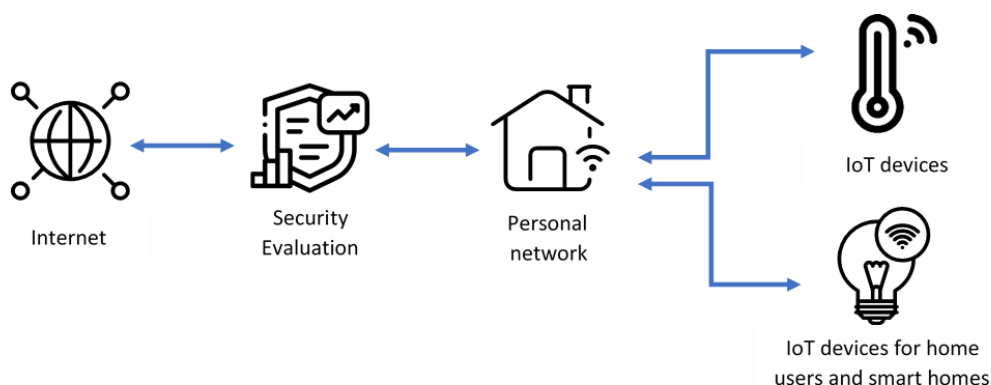 Internet
Security
Evaluation
Personal
network
IoT devices
IoT devices for home
users and smart homes